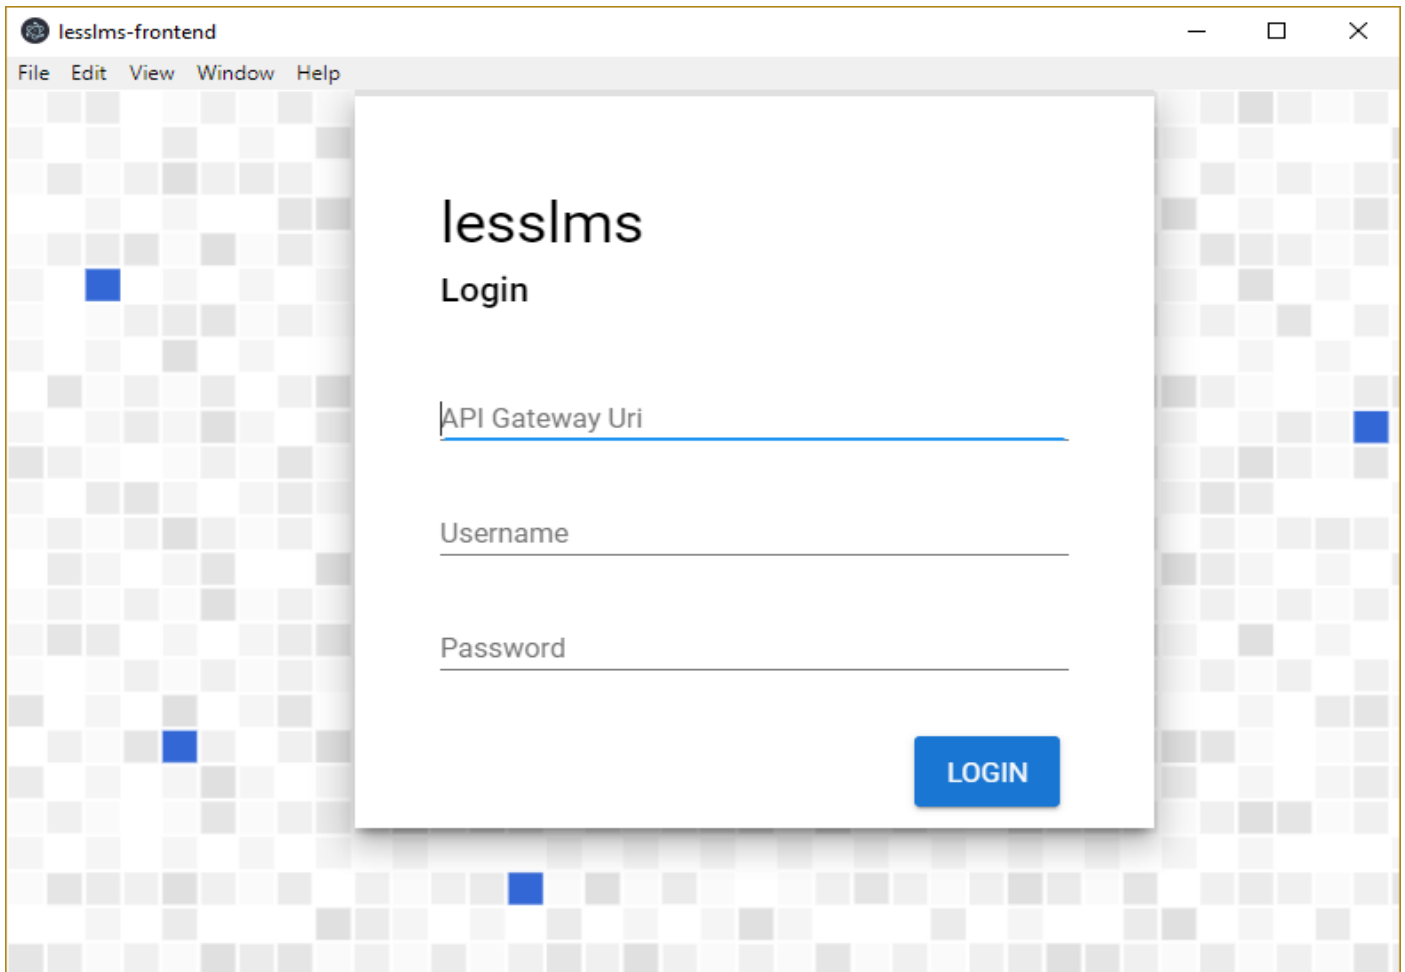 lesslms-frontend
File Edit View Window Help
lesslms
Login
API Gateway Uri
Username
Password
LOGIN